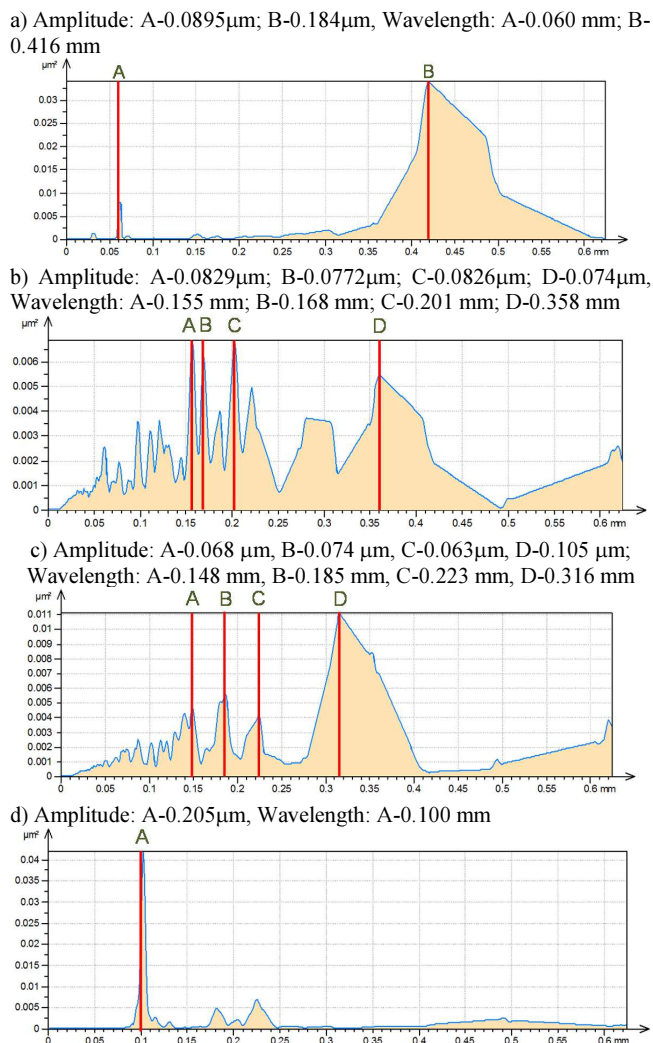 a) Amplitude: A-0.0895μm; B-0.184μm, Wavelength: A-0.060 mm; B-
0.416 mm
μm²
A
B
0.03
0.025
0.02
0.015
0.01
0.005
0
0 0.05 0.1 0.15 0.2 0.25 0.3 0.35 0.4 0.45 0.5 0.55 0.6 mm
b) Amplitude: A-0.0829μm; B-0.0772μm; C-0.0826μm; D-0.074μm,
Wavelength: A-0.155 mm; B-0.168 mm; C-0.201 mm; D-0.358 mm
μm²
A B C D
0.006
0.005
0.004
0.003
0.002
0.001
0
0 0.05 0.1 0.15 0.2 0.25 0.3 0.35 0.4 0.45 0.5 0.55 0.6 mm
c) Amplitude: A-0.068 μm, B-0.074 μm, C-0.063μm, D-0.105 μm;
Wavelength: A-0.148 mm, B-0.185 mm, C-0.223 mm, D-0.316 mm
μm²
A B C D
0.011
0.009
0.008
0.007
0.006
0.005
0.004
0.003
0.002
0.001
0
0 0.05 0.1 0.15 0.2 0.25 0.3 0.35 0.4 0.45 0.5 0.55 0.6 mm
d) Amplitude: A-0.205μm, Wavelength: A-0.100 mm
μm²
A
0.04
0.035
0.03
0.025
0.02
0.015
0.01
0.005
0
0 0.05 0.1 0.15 0.2 0.25 0.3 0.35 0.4 0.45 0.5 0.55 0.6 mm